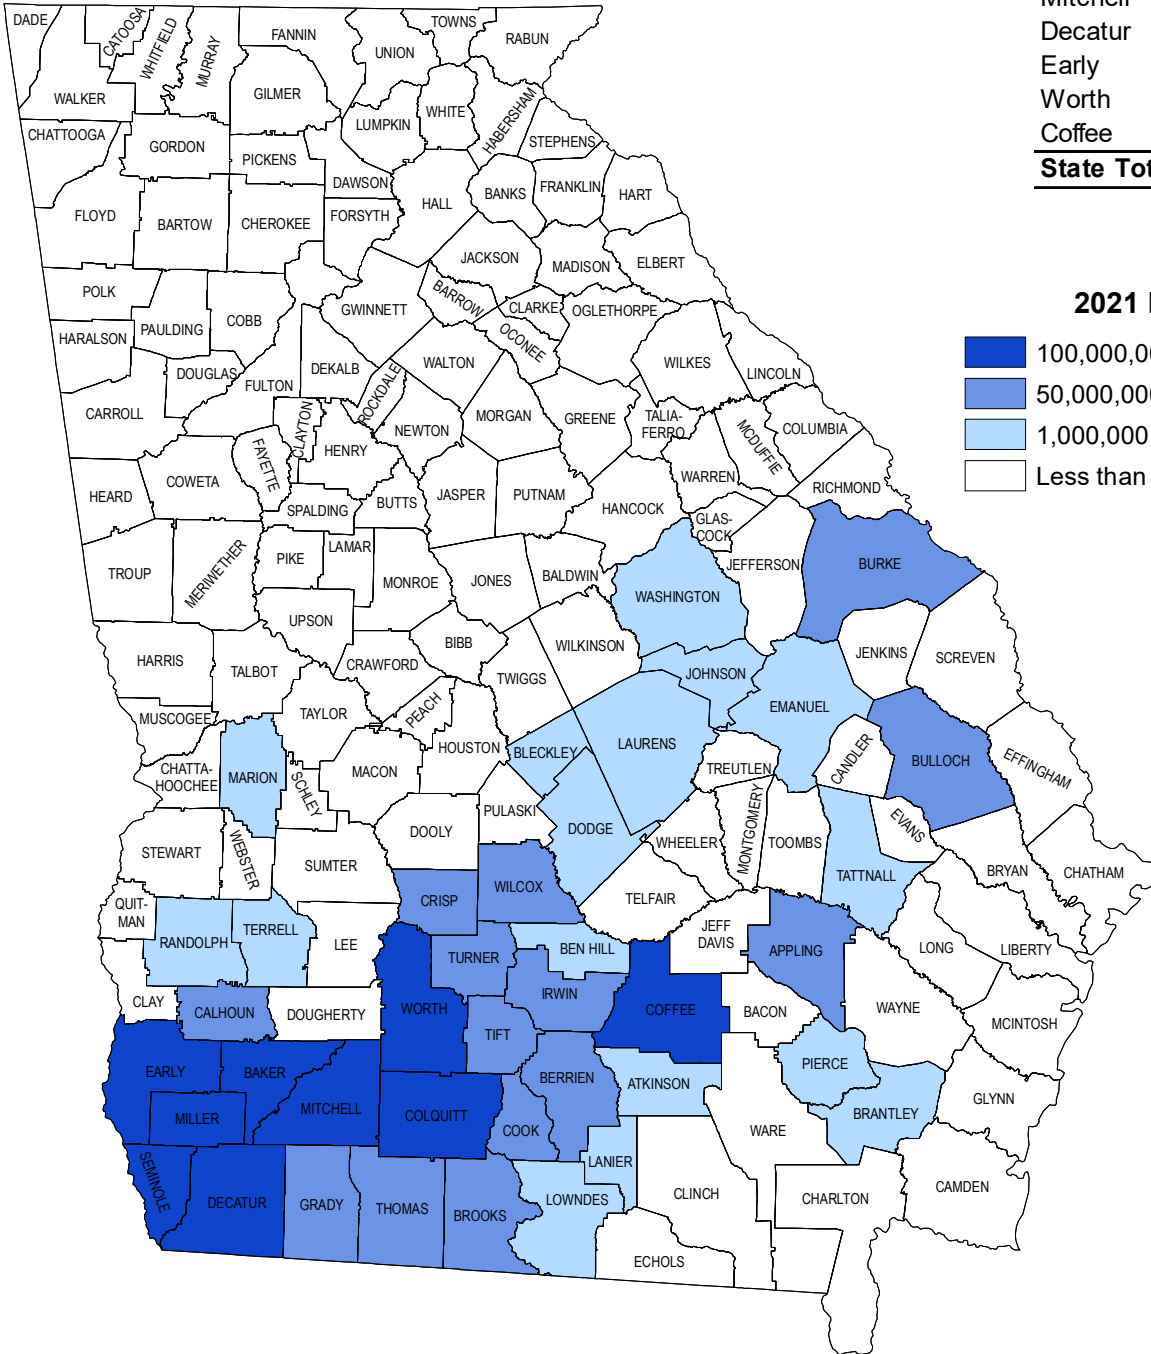 Mitchell
Decatur
Early
Worth
Coffee
State Tot
2021
100,000,00
50,000,000
1,000,000
Less than
DADE
CATOOSA
WHITFIELD
MURRAY
FANNIN
UNION
TOWNS
RABUN
WALKER
GILMER
LUMPKIN
WHITE
HABERSHAM
STEPHENS
CHATTOOGA
GORDON
PICKENS
DAWSON
HALL
BANKS
FRANKLIN
HART
FLOYD
BARTOW
CHEROKEE
FORSYTH
JACKSON
MADISON
ELBERT
POLK
PAULDING
COBB
GWINNETT
BARROW
CLARKE
OCONEE
OGLETHORPE
HARALSON
DOUGLAS
FULTON
DEKALB
ROCKDALE
WALTON
WILKES
LINCOLN
CARROLL
CLAYTON
HENRY
NEWTON
MORGAN
GREENE
TALIA-
FERRO
MCDUFFIE
COLUMBIA
FAYETTE
COWETA
HEARD
SPALDING
BUTTS
JASPER
PUTNAM
HANCOCK
WARREN
RICHMOND
GLAS-
COCK
JEFFERSON
BURKE
TROUP
MERIWETHER
PIKE
LAMAR
MONROE
JONES
BALDWIN
WASHINGTON
UPSON
HARRIS
TALBOT
CRAWFORD
BIBB
TWIGGS
WILKINSON
JOHNSON
JENKINS
SCREVEN
MUSCOGEE
TAYLOR
PEACH
HOUSTON
BLECKLEY
LAURENS
EMANUEL
CANDLER
BULLOCH
EFFINGHAM
CHATTA-
HOOCHEE
MARION
SCHLEY
MACON
TREUTLEN
PULASKI
DODGE
MONTGOMERY
WHEELER
TOOMBS
EVANS
STEWART
WEBSTER
SUMTER
DOOLY
TATTNALL
BRYAN
CHATHAM
QUIT-
MAN
CRISP
WILCOX
TELFAIR
JEFF
DAVIS
RANDOLPH
TERRELL
LEE
TURNER
BEN HILL
APPLING
LONG
LIBERTY
CLAY
CALHOUN
DOUGHERTY
WORTH
IRWIN
COFFEE
BACON
WAYNE
MCINTOSH
TIFT
EARLY
BAKER
MITCHELL
MILLER
COLQUITT
BERRIEN
COOK
ATKINSON
PIERCE
BRANTLEY
GLYNN
WARE
LANIER
SEMINOLE
DECATUR
GRADY
THOMAS
BROOKS
LOWNDES
CLINCH
CHARLTON
CAMDEN
ECHOLS